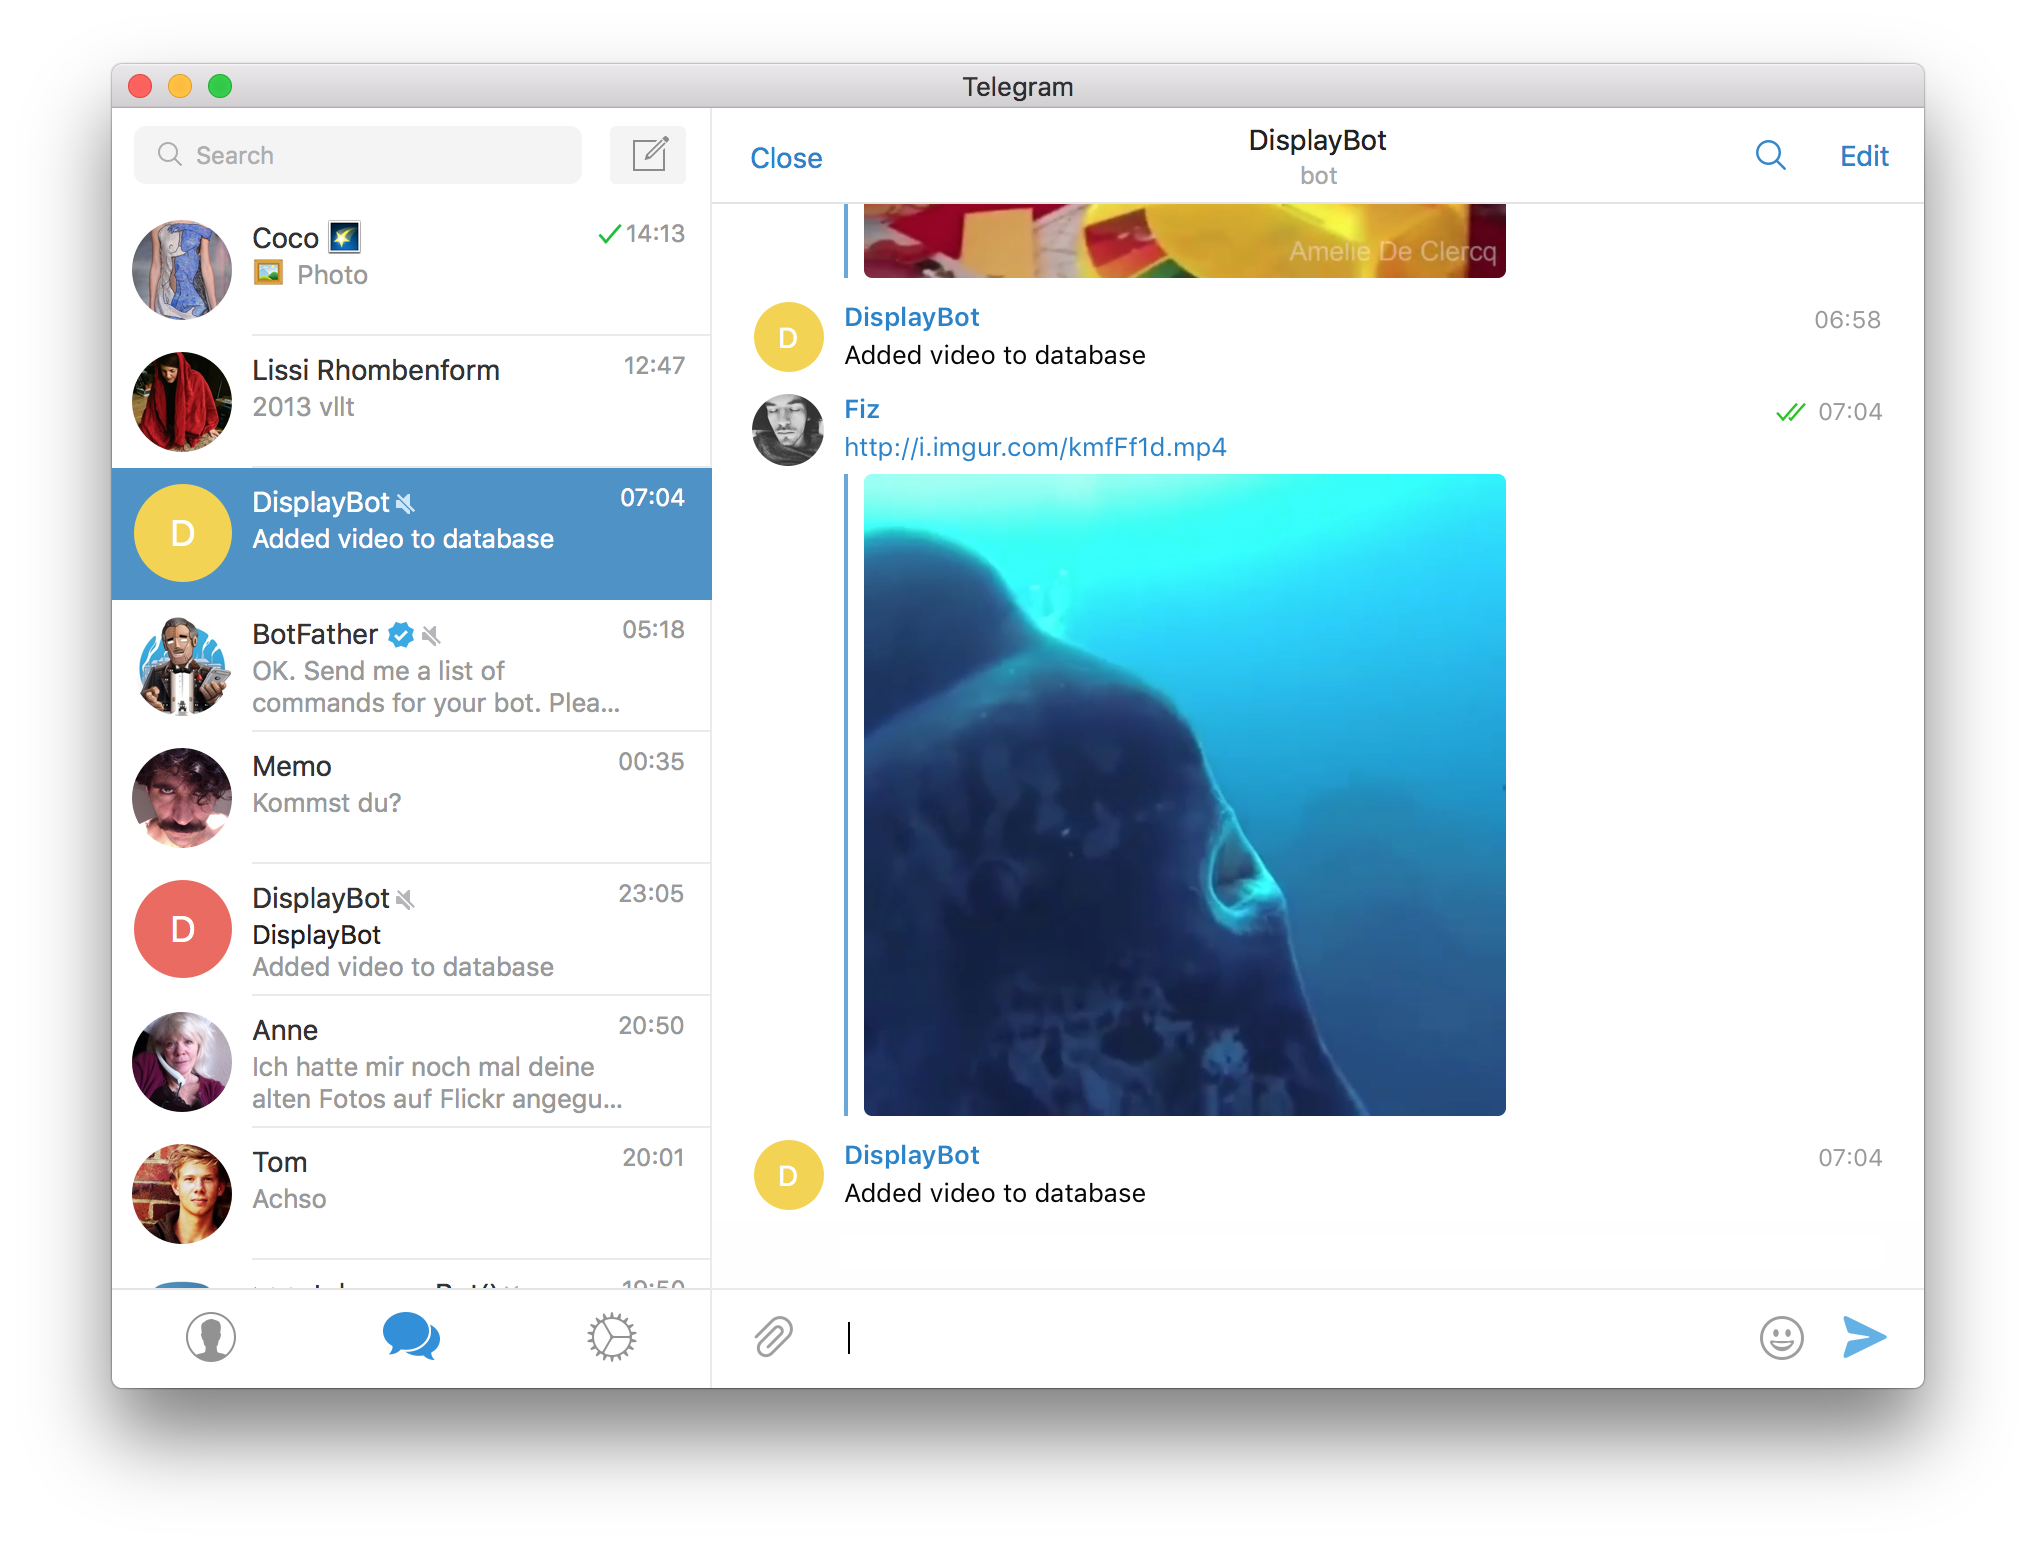 Telegram
Search
Coco
14:13
Photo
Lissi Rhombenform
12:47
2013 vllt
D
DisplayBot
07:04
Added video to database
BotFather
05:18
OK. Send me a list of
commands for your bot. Plea...
Memo
00:35
Kommst du?
D
DisplayBot
23:05
DisplayBot
Added video to database
Anne
20:50
Ich hatte mir noch mal deine
alten Fotos auf Flickr angegu...
Tom
20:01
Achso
19:50
Close
DisplayBot
bot
Edit
Amelie De Clercq
D
DisplayBot
06:58
Added video to database
Fiz
07:04
http://i.imgur.com/kmfFf1d.mp4
D
DisplayBot
07:04
Added video to database